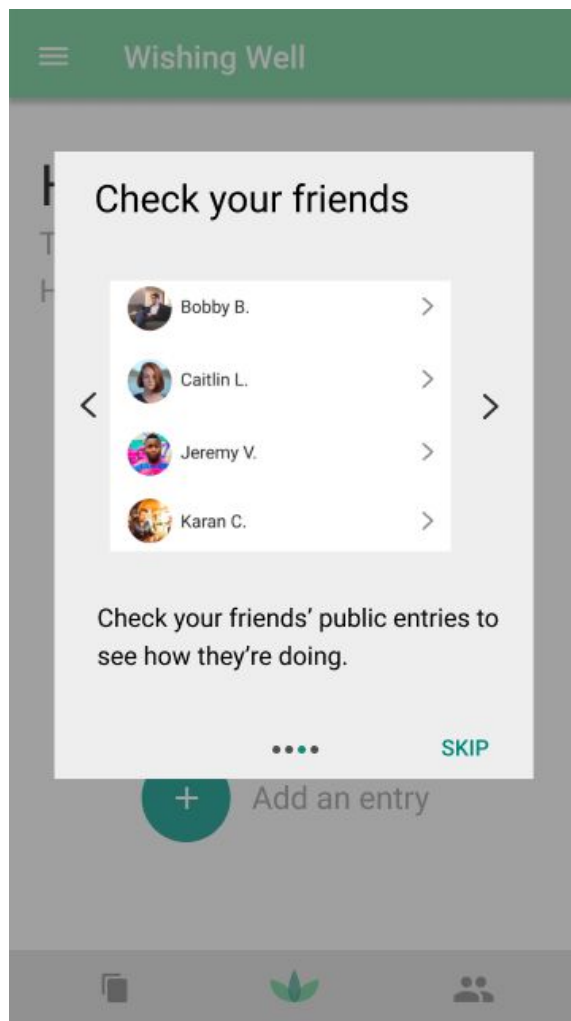 Wishing Well
H
T
H
Check your friends
Bobby B.
Caitlin L.
Jeremy V.
Karan C.
Check your friends’ public entries to
see how they’re doing.
SKIP
+ Add an entry